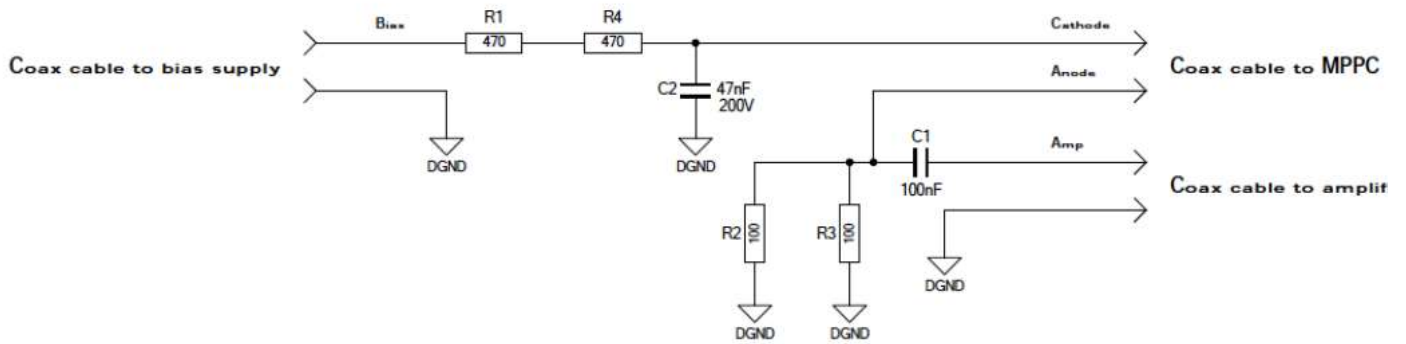 Bias
R1
R4
Cathode
470
470
Coax cable to bias supply
Coax cable to MPPC
Anode
C2
47nF
200V
DGND
DGND
C1
Amp
100nF
Coax cable to amplif
R2
100
R3
100
DGND
DGND
DGND